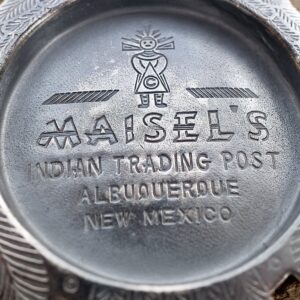 ©
MAISEL'S
INDIAN TRADING POST
ALBUQUERQUE
NEW MEXICO